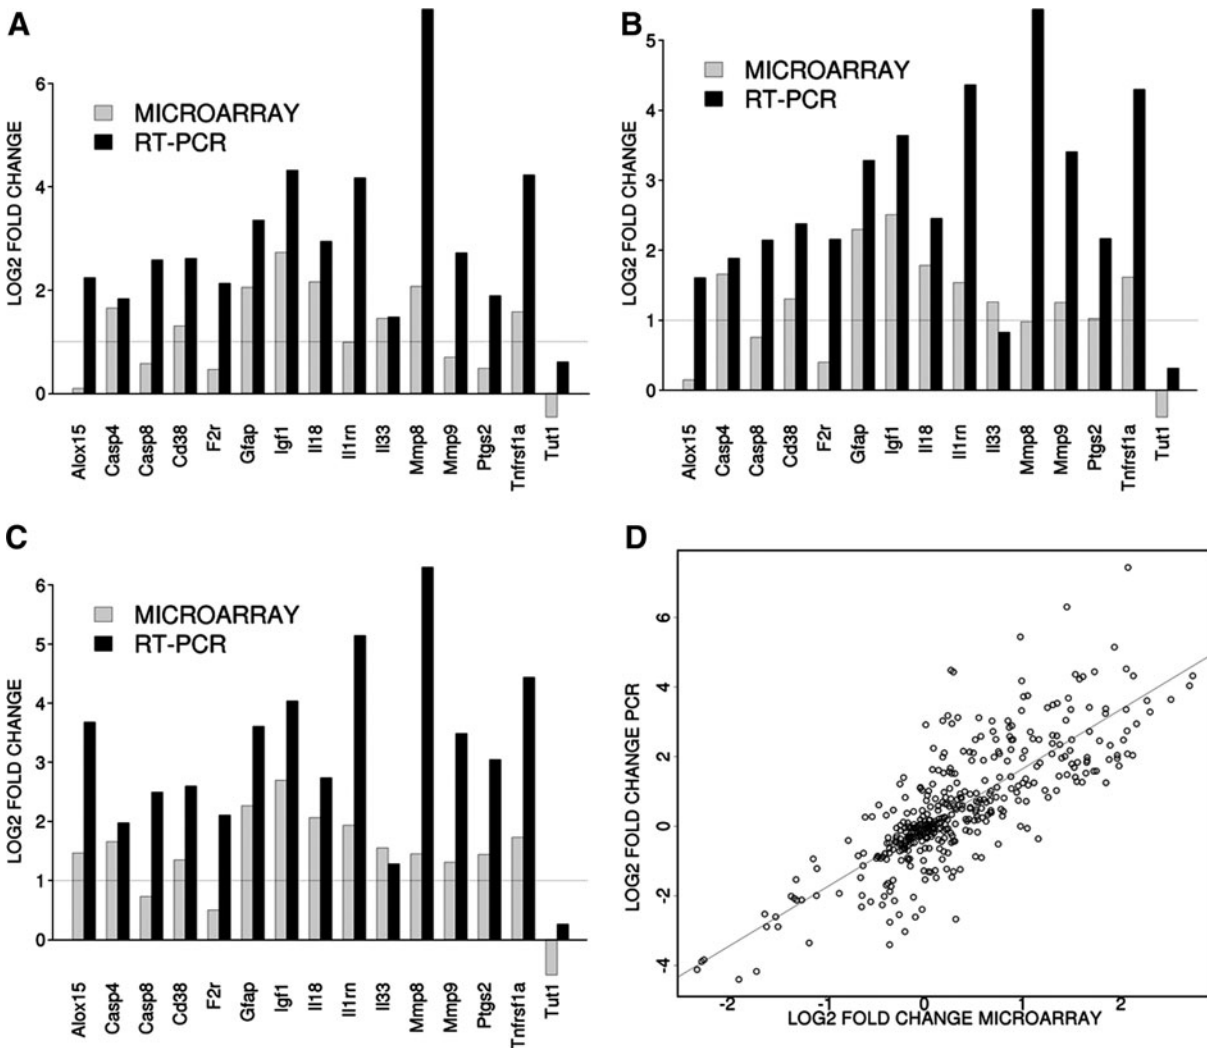 A
LOG2 FOLD CHANGE
6
4
2
0
MICROARRAY
RT-PCR
Alox15
Casp4
Casp8
Cd38
F2r
Gfap
Igf1
Il18
Il1rn
Il33
Mmp8
Mmp9
Ptgs2
Tnfrsf1a
Tut1
B
LOG2 FOLD CHANGE
5
4
3
2
1
0
MICROARRAY
RT-PCR
Alox15
Casp4
Casp8
Cd38
F2r
Gfap
Igf1
Il18
Il1rn
Il33
Mmp8
Mmp9
Ptgs2
Tnfrsf1a
Tut1
C
LOG2 FOLD CHANGE
6
5
4
3
2
1
0
MICROARRAY
RT-PCR
Alox15
Casp4
Casp8
Cd38
F2r
Gfap
Igf1
Il18
Il1rn
Il33
Mmp8
Mmp9
Ptgs2
Tnfrsf1a
Tut1
D
LOG2 FOLD CHANGE PCR
6
4
2
0
-2
-4
-2 -1 0 1 2
LOG2 FOLD CHANGE MICROARRAY